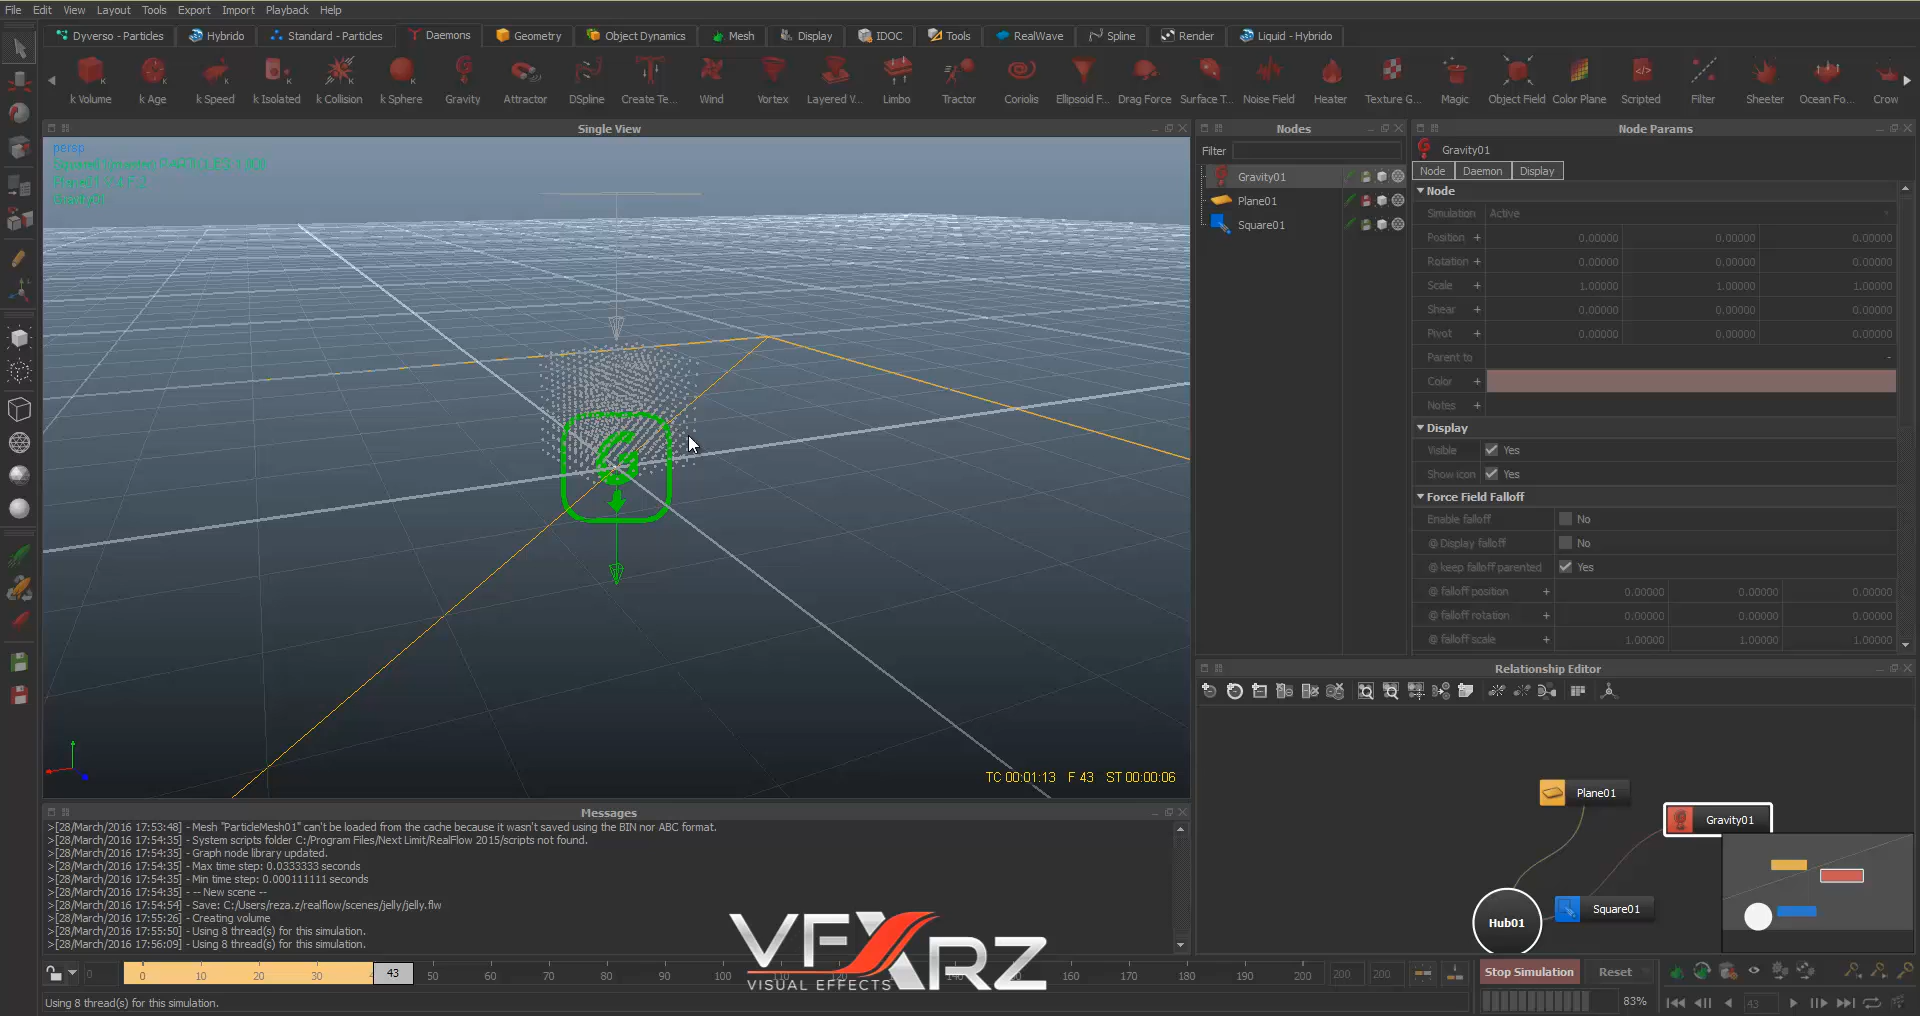 File Edit View Layout Tools Export Import Playback Help
Dyverso - Particles Hybrido Standard - Particles Daemons Geometry Object Dynamics Mesh Display IDOC Tools RealWave Spline Render Liquid - Hybrido
k Volume k Age k Speed k Isolated k Collision k Sphere Gravity Attractor DSpline Create Te... Wind Vortex Layered V... Limbo Tractor Coriolis Ellipsoid F... Drag Force Surface T... Noise Field Heater Texture G... Magic Object Field Color Plane Scripted Filter Sheeter Ocean Fo... Crow
Single View
persp
TC 00:01:13 F 43 ST 00:00:06
Nodes
Filter
Gravity01
Plane01
Square01
Node Params
Gravity01
Node Daemon Display
Node
Simulation Active
Position + 0.00000 0.00000 0.00000
Rotation + 0.00000 0.00000 0.00000
Scale + 1.00000 1.00000 1.00000
Shear + 0.00000 0.00000 0.00000
Pivot + 0.00000 0.00000 0.00000
Parent to -
Color +
Notes +
Display
Visible Yes
Show icon Yes
Force Field Falloff
Enable falloff No
@ Display falloff No
@ keep falloff parented Yes
@ falloff position + 0.00000 0.00000 0.00000
@ falloff rotation + 0.00000 0.00000 0.00000
@ falloff scale + 1.00000 1.00000 1.00000
Relationship Editor
Plane01
Gravity01
Square01
Hub01
Messages
>[28/March/2016 17:53:48] - Mesh "ParticleMesh01" can't be loaded from the cache because it wasn't saved using the BIN nor ABC format.
>[28/March/2016 17:54:35] - System scripts folder C:/Program Files/Next Limit/RealFlow 2015/scripts not found.
>[28/March/2016 17:54:35] - Graph node library updated.
>[28/March/2016 17:54:35] - Max time step: 0.0333333 seconds
>[28/March/2016 17:54:35] - Min time step: 0.000111111 seconds
>[28/March/2016 17:54:35] - -- New scene --
>[28/March/2016 17:54:54] - Save: C:/Users/reza.z/realflow/scenes/jelly/jelly.flw
>[28/March/2016 17:55:26] - Creating volume
>[28/March/2016 17:55:50] - Using 8 thread(s) for this simulation.
>[28/March/2016 17:56:09] - Using 8 thread(s) for this simulation.
VFXRZ
VISUAL EFFECTS
0 0 10 20 30 43 50 60 70 80 90 100 110 160 170 180 190 200 200 200
Stop Simulation Reset
Using 8 thread(s) for this simulation.
83%
43